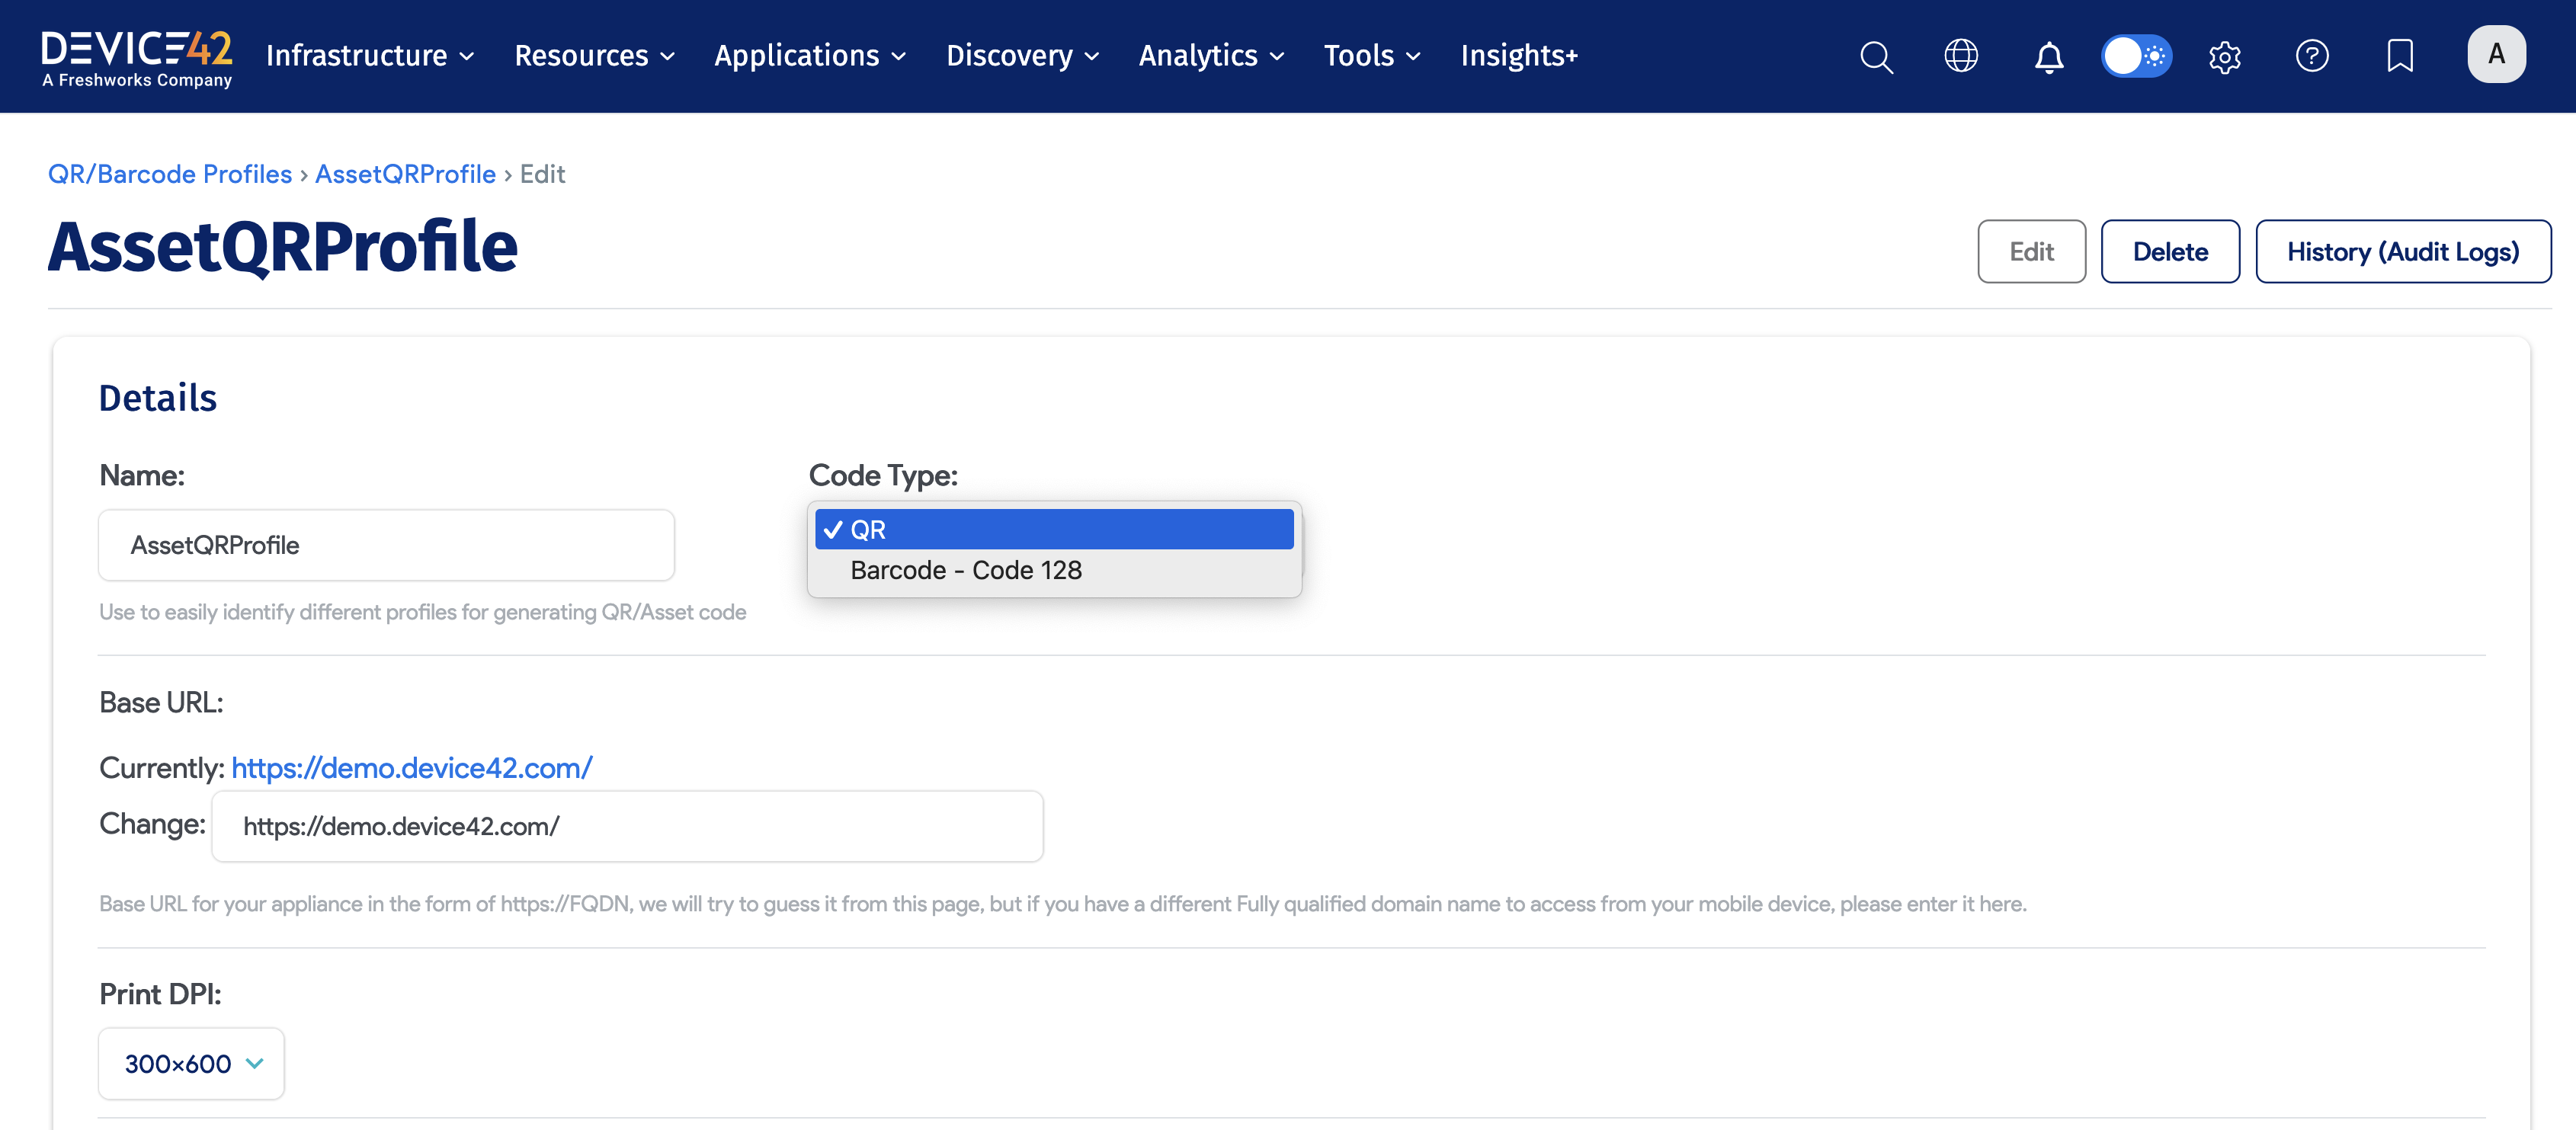 DEVICE42
A Freshworks Company
Infrastructure Resources Applications Discovery Analytics Tools Insights+
A
QR/Barcode Profiles › AssetQRProfile › Edit
AssetQRProfile
Edit Delete History (Audit Logs)
Details
Name:
AssetQRProfile
Use to easily identify different profiles for generating QR/Asset code
Code Type:
✓ QR
Barcode - Code 128
Base URL:
Currently: https://demo.device42.com/
Change: https://demo.device42.com/
Base URL for your appliance in the form of https://FQDN, we will try to guess it from this page, but if you have a different Fully qualified domain name to access from your mobile device, please enter it here.
Print DPI:
300×600